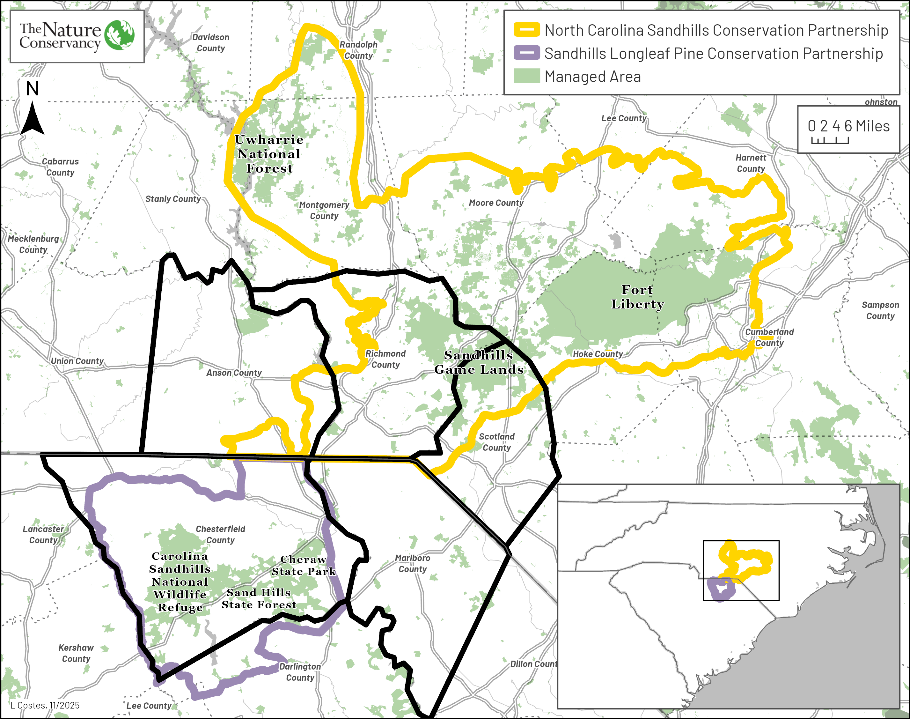 The Nature
Conservancy
North Carolina Sandhills Conservation Partnership
Sandhills Longleaf Pine Conservation Partnership
Managed Area
0 2 4 6 Miles
N
Davidson
County
Randolph
County
Lee County
ohnston
Cabarrus
County
Uwharrie
National
Forest
Harnett
County
Stanly County
Montgomery
County
Moore County
Mecklenburg
County
Fort
Liberty
Sampson
County
Cumberland
County
Union County
Anson County
Richmond
County
Sandhills
Game Lands
Hoke County
Scotland
County
Lancaster
County
Chesterfield
County
Carolina
Sandhills
National
Wildlife
Refuge
Cheraw
State Park
Marlboro
County
Sand Hills
State Forest
Kershaw
County
Darlington
County
Dillon Count
Lee County
L Costes, 11/2025